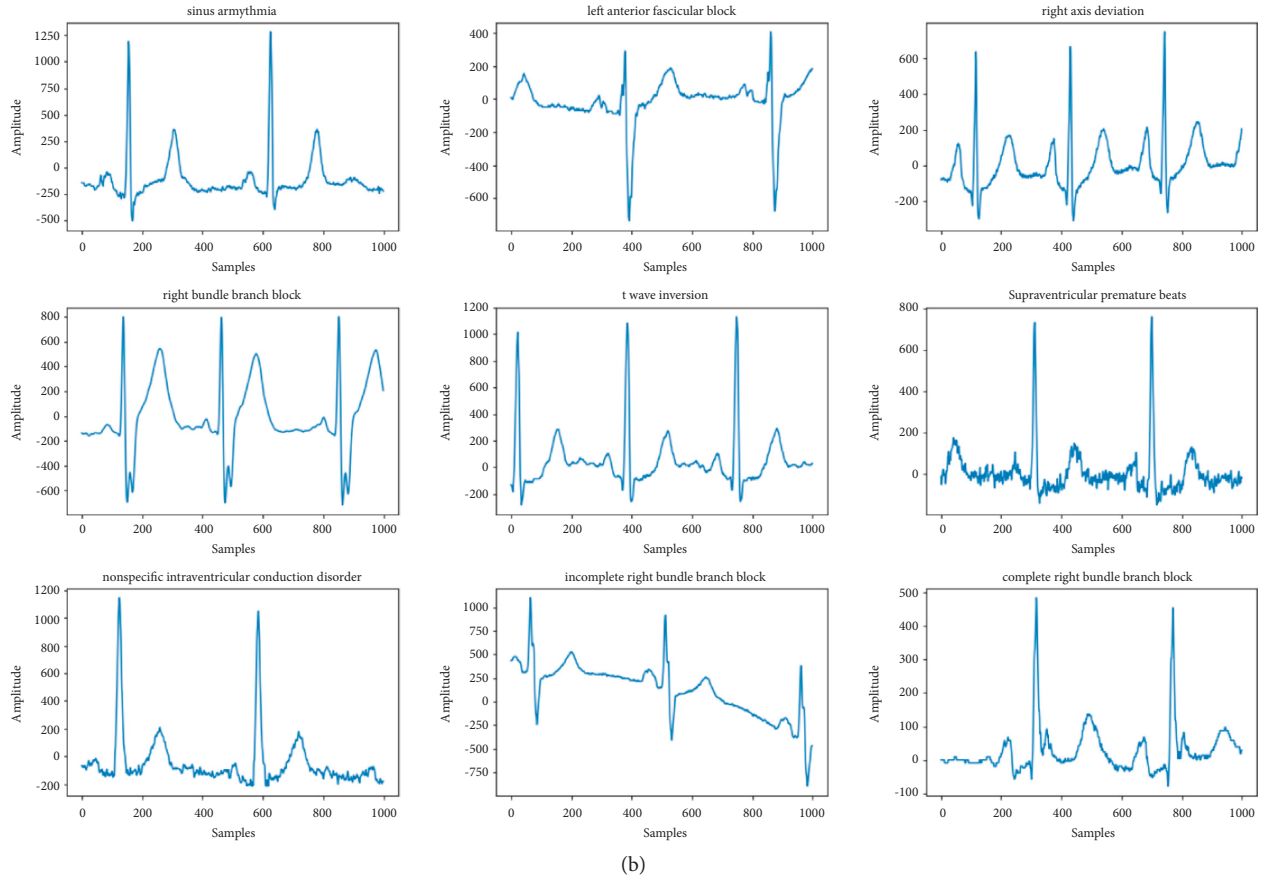 sinus armythmia
1250
1000
750
500
250
0
-250
-500
Amplitude
0 200 400 600 800 1000
Samples
left anterior fascicular block
400
200
0
-200
-400
-600
Amplitude
0 200 400 600 800 1000
Samples
right axis deviation
600
400
200
0
-200
Amplitude
0 200 400 600 800 1000
Samples
right bundle branch block
800
600
400
200
0
-200
-400
-600
Amplitude
0 200 400 600 800 1000
Samples
t wave inversion
1200
1000
800
600
400
200
0
-200
Amplitude
0 200 400 600 800 1000
Samples
Supraventricular premature beats
800
600
400
200
0
Amplitude
0 200 400 600 800 1000
Samples
nonspecific intraventricular conduction disorder
1200
1000
800
600
400
200
0
-200
Amplitude
0 200 400 600 800 1000
Samples
incomplete right bundle branch block
1000
750
500
250
0
-250
-500
-750
Amplitude
0 200 400 600 800 1000
Samples
complete right bundle branch block
500
400
300
200
100
0
-100
Amplitude
0 200 400 600 800 1000
Samples
(b)